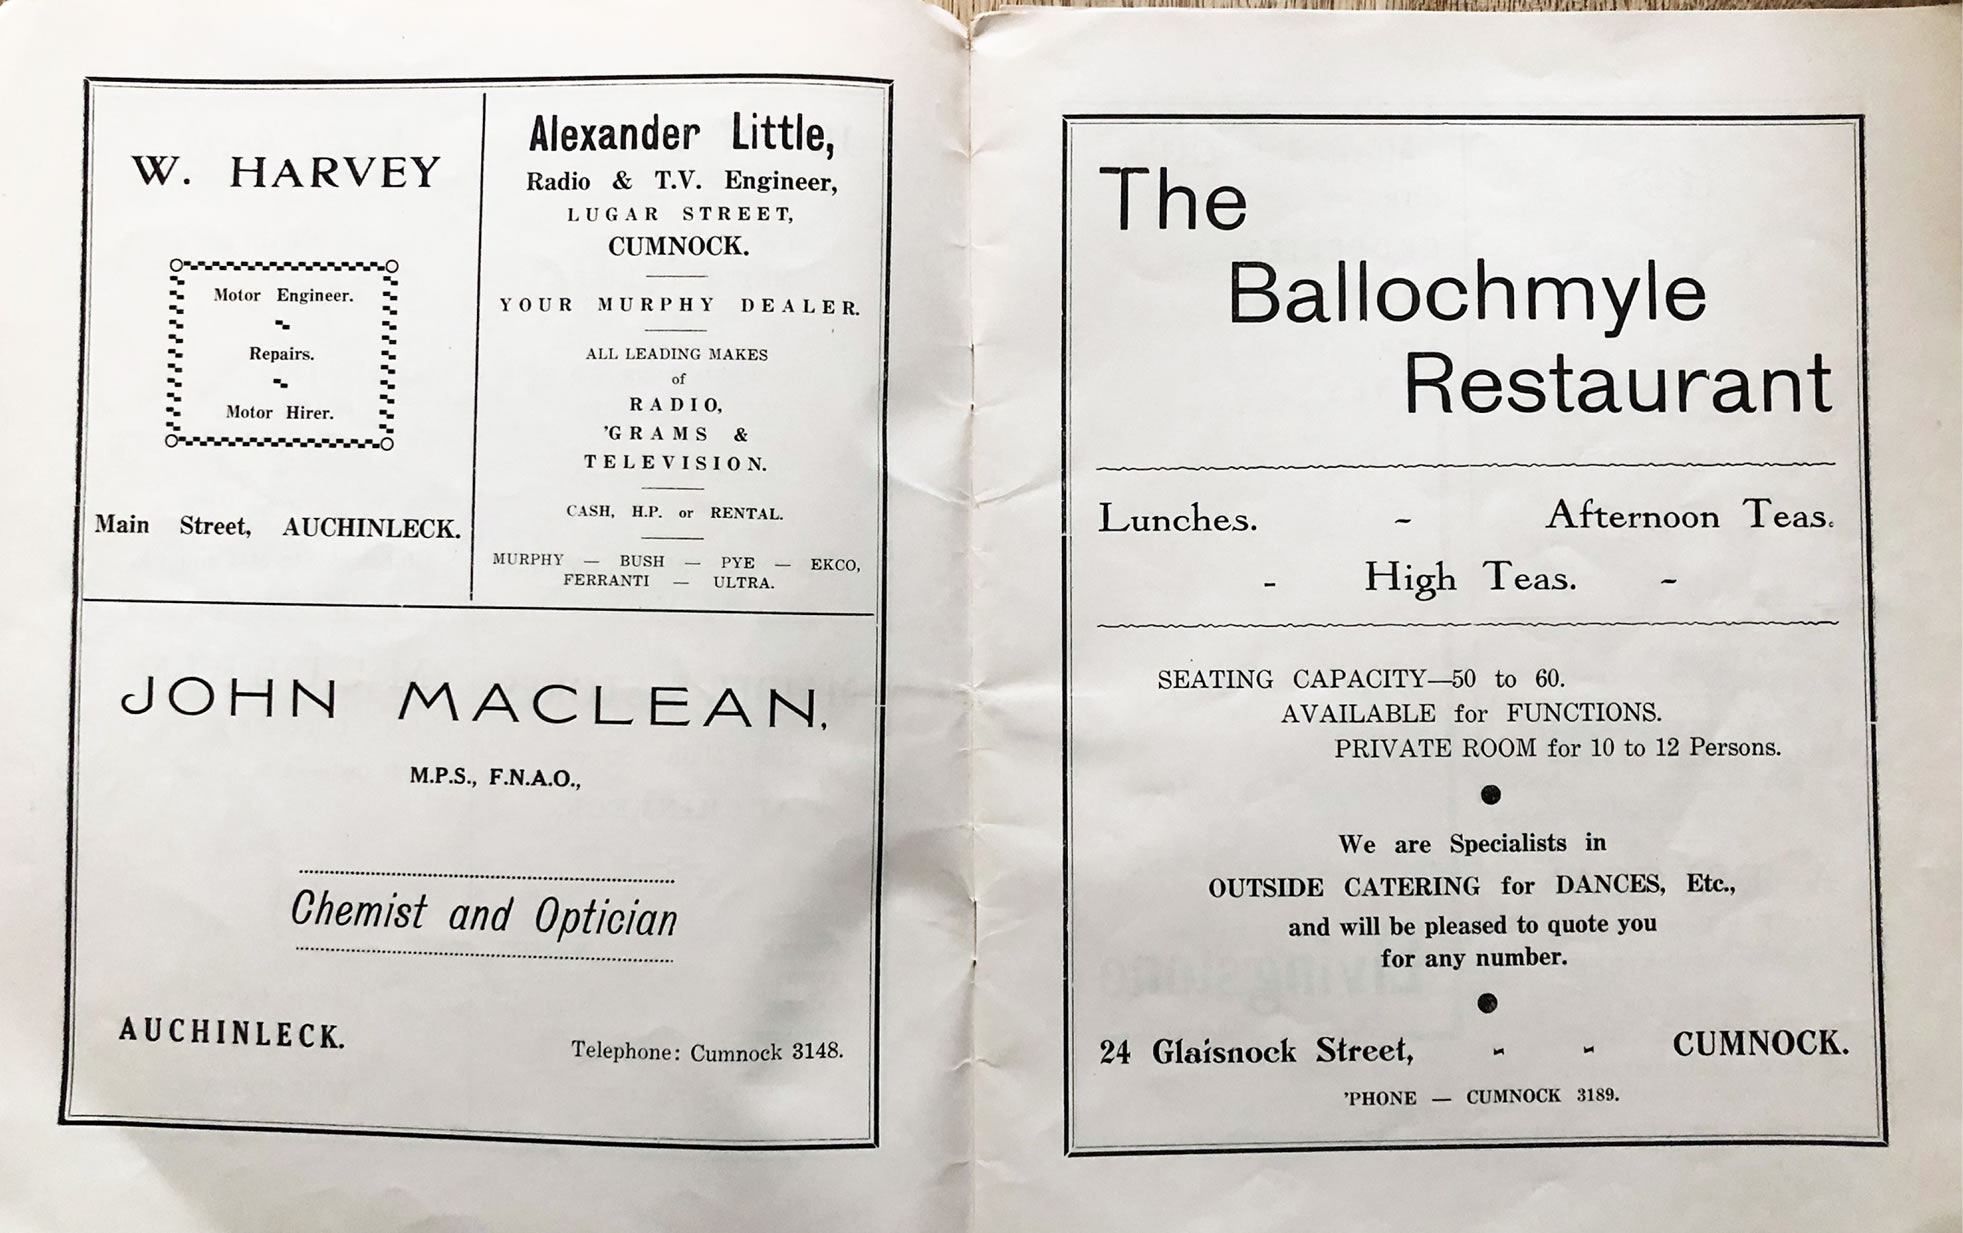 W. HARVEY
Motor Engineer.
Repairs.
Motor Hirer.
Main Street, AUCHINLECK.
Alexander Little,
Radio & T.V. Engineer,
LUGAR STREET,
CUMNOCK.
YOUR MURPHY DEALER.
ALL LEADING MAKES
of
RADIO,
'GRAMS &
TELEVISION.
CASH, H.P. or RENTAL.
MURPHY — BUSH — PYE — EKCO,
FERRANTI — ULTRA.
JOHN MACLEAN,
M.P.S., F.N.A.O.,
Chemist and Optician
AUCHINLECK.
Telephone: Cumnock 3148.
The
Ballochmyle
Restaurant
Lunches. - Afternoon Teas.
- High Teas. -
SEATING CAPACITY—50 to 60.
AVAILABLE for FUNCTIONS.
PRIVATE ROOM for 10 to 12 Persons.
We are Specialists in
OUTSIDE CATERING for DANCES, Etc.,
and will be pleased to quote you
for any number.
24 Glaisnock Street, - - CUMNOCK.
'PHONE — CUMNOCK 3189.